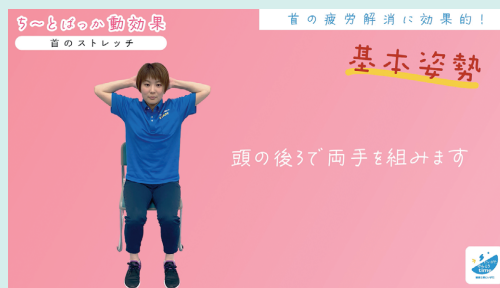 ち〜とばっか動効果
首のストレッチ
首の疲労解消に効果的！
基本姿勢
頭の後ろで両手を組みます
time